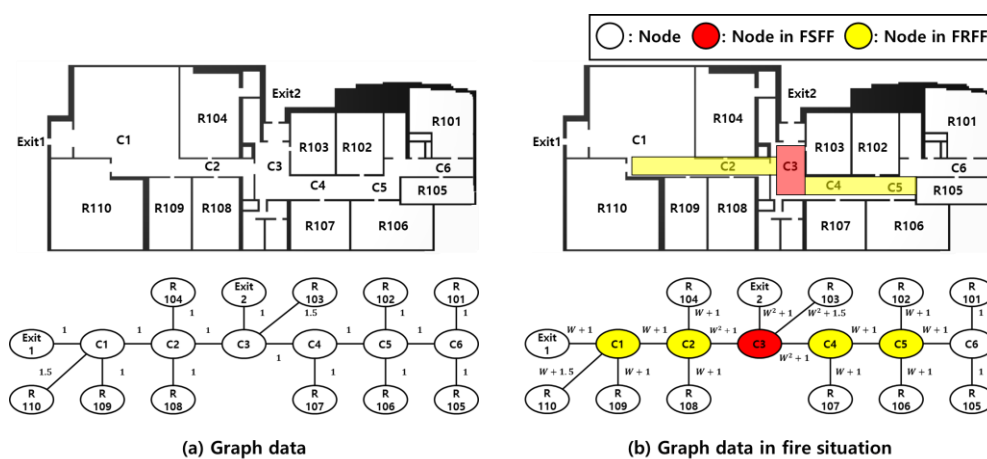 : Node : Node in FSFF : Node in FRFF
Exit2
R104
R101
Exit1
C1
R103
R102
C2
C3
C6
C4
C5
R105
R110
R109
R108
R107
R106
Exit2
R104
R101
Exit1
C1
R103
R102
C2
C3
C6
C4
C5
R105
R110
R109
R108
R107
R106
R
104
Exit
2
R
103
R
102
R
101
1
1
1.5
1
1
Exit
1
1
C1
1
C2
1
C3
1
C4
1
C5
1
C6
1.5
1
1
1
1
1
R
110
R
109
R
108
R
107
R
106
R
105
R
104
Exit
2
R
103
R
102
R
101
W + 1
W² + 1
W² + 1.5
W + 1
1
Exit
1
W + 1
C1
W + 1
C2
W² + 1
C3
W² + 1
C4
W + 1
C5
W + 1
C6
W + 1.5
W + 1
W + 1
W + 1
W + 1
1
R
110
R
109
R
108
R
107
R
106
R
105
(a) Graph data
(b) Graph data in fire situation